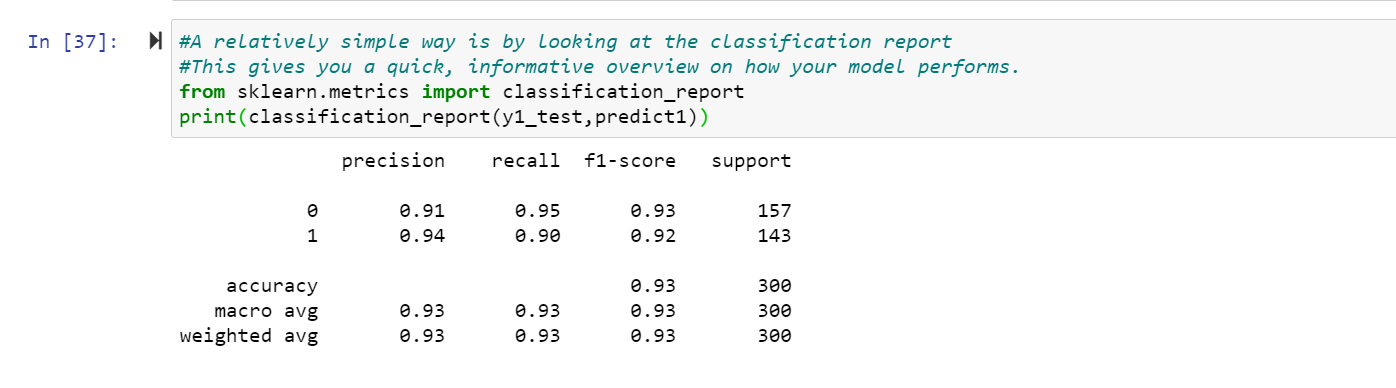 In [37]: #A relatively simple way is by looking at the classification report
#This gives you a quick, informative overview on how your model performs.
from sklearn.metrics import classification_report
print(classification_report(y1_test,predict1))
precision recall f1-score support
0 0.91 0.95 0.93 157
1 0.94 0.90 0.92 143
accuracy 0.93 300
macro avg 0.93 0.93 0.93 300
weighted avg 0.93 0.93 0.93 300